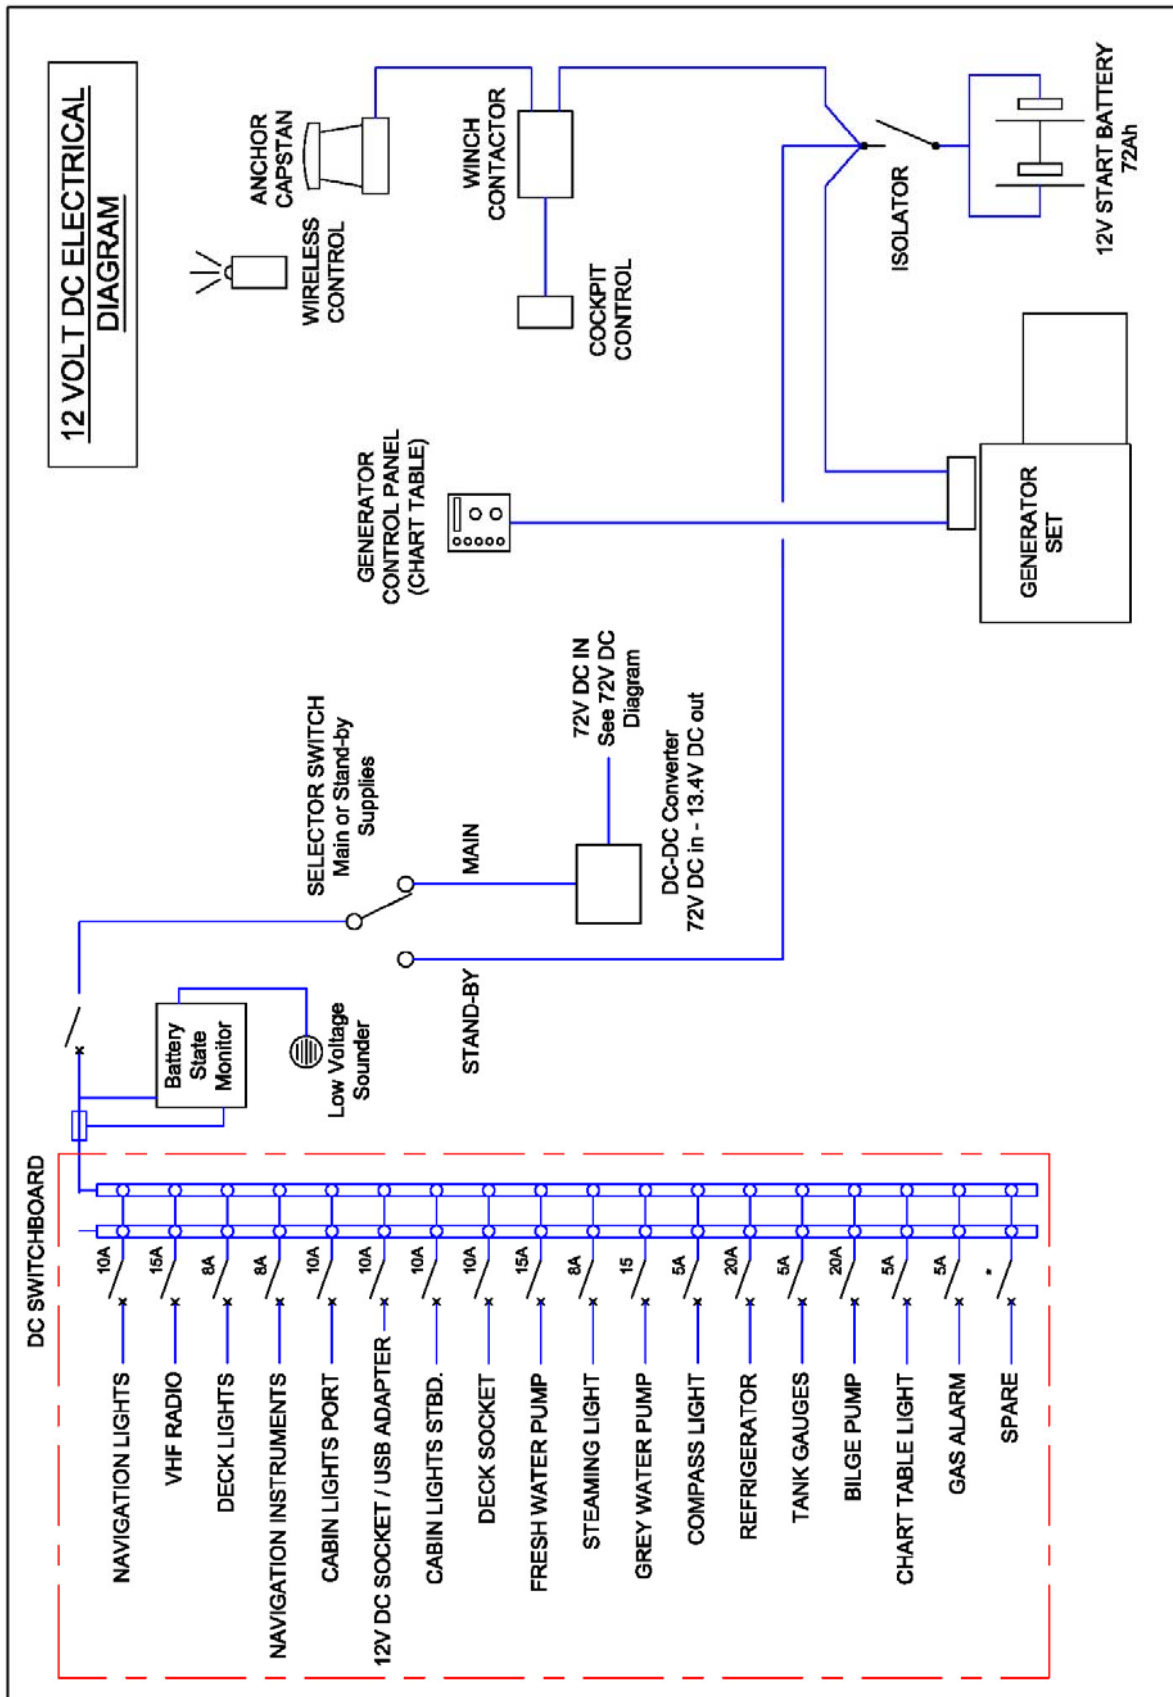 12 VOLT DC ELECTRICAL
DIAGRAM
ANCHOR
CAPSTAN
WIRELESS
CONTROL
WINCH
CONTACTOR
COCKPIT
CONTROL
ISOLATOR
12V START BATTERY
72Ah
GENERATOR
CONTROL PANEL
(CHART TABLE)
GENERATOR
SET
SELECTOR SWITCH
Main or Stand-by
Supplies
MAIN
STAND-BY
72V DC IN
See 72V DC
Diagram
DC-DC Converter
72V DC in - 13.4V DC out
Battery
State
Monitor
Low Voltage
Sounder
DC SWITCHBOARD
NAVIGATION LIGHTS 10A
VHF RADIO 15A
DECK LIGHTS 8A
NAVIGATION INSTRUMENTS 8A
CABIN LIGHTS PORT 10A
12V DC SOCKET / USB ADAPTER 10A
CABIN LIGHTS STBD. 10A
DECK SOCKET 10A
FRESH WATER PUMP 15A
STEAMING LIGHT 8A
GREY WATER PUMP 15
COMPASS LIGHT 5A
REFRIGERATOR 20A
TANK GAUGES 5A
BILGE PUMP 20A
CHART TABLE LIGHT 5A
GAS ALARM 5A
SPARE *